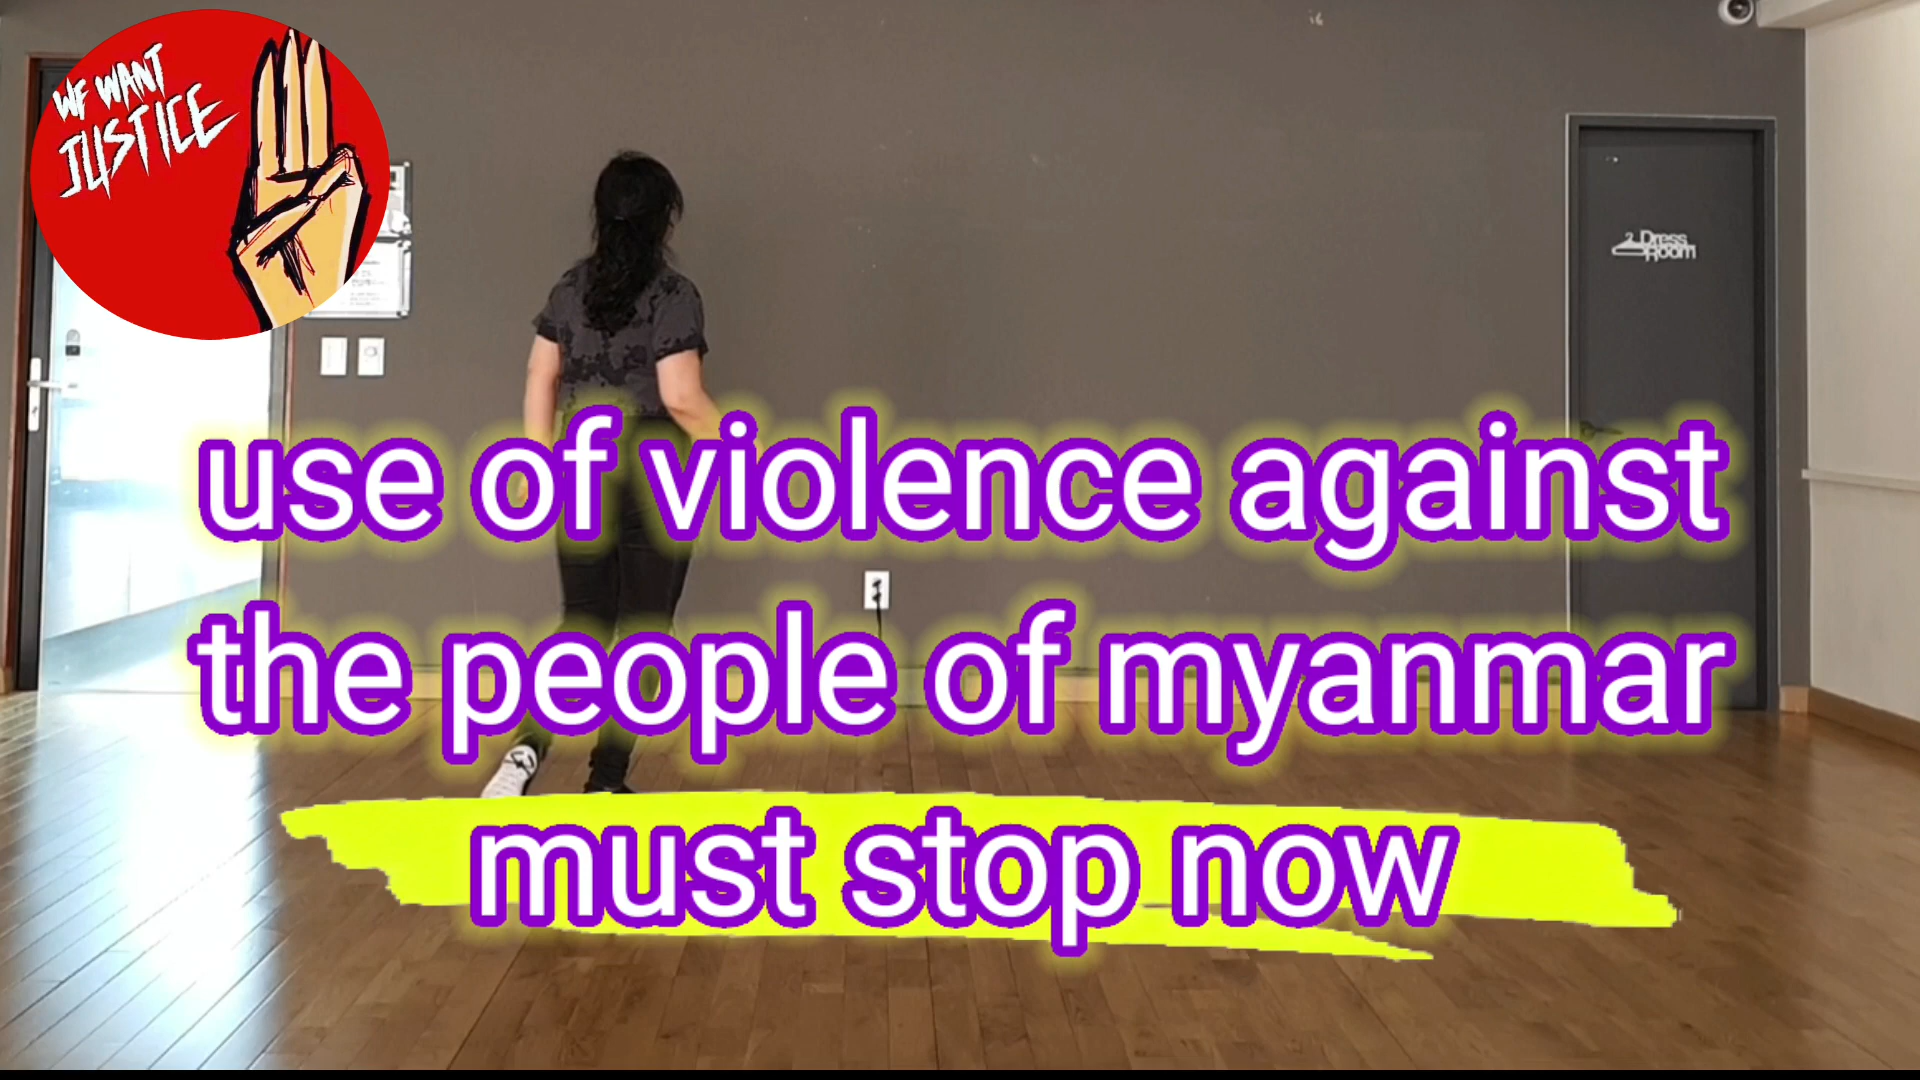 WE WANT
JUSTICE
Dress
Room
use of violence against
the people of myanmar
must stop now